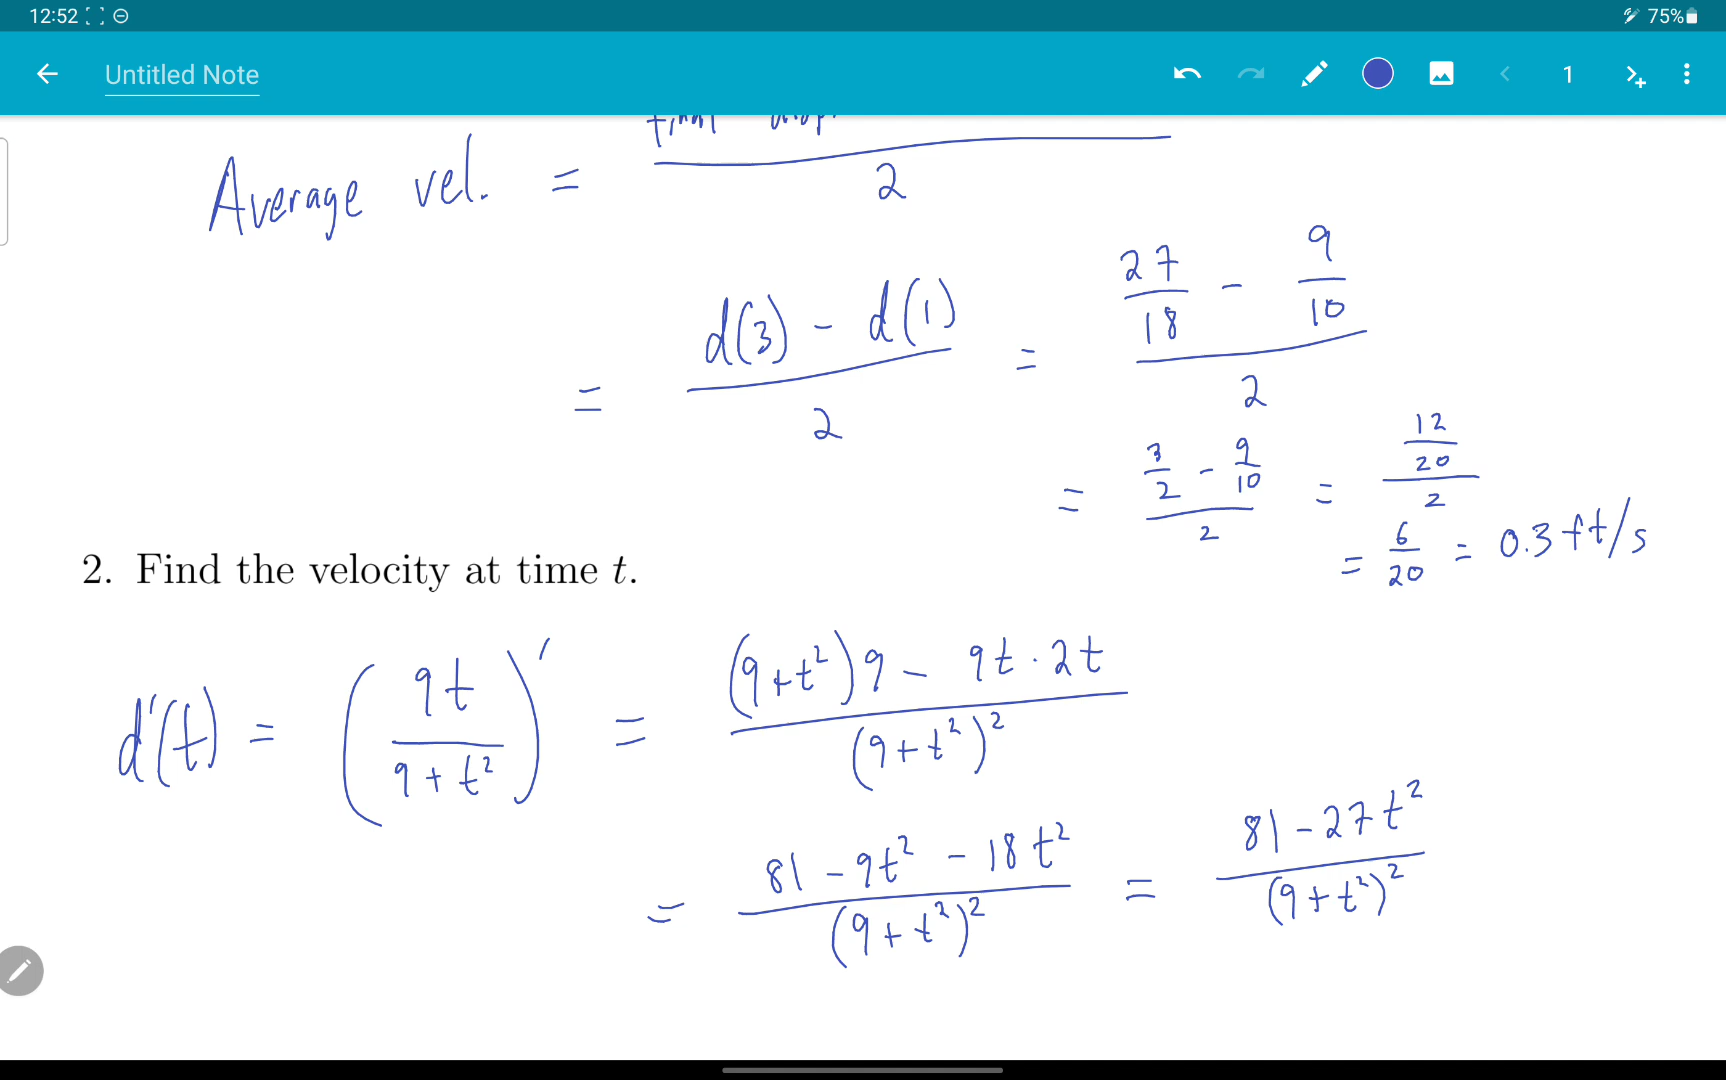 12:52 75%
Untitled Note 1
Average vel. = final disp. / 2
= (d(3) - d(1)) / 2 = (27/18 - 9/10) / 2
= (3/2 - 9/10) / 2 = (12/20) / 2
= 6/20 = 0.3 ft/s
2. Find the velocity at time t.
d'(t) = (9t / (9 + t²))' = ((9+t²)9 - 9t · 2t) / (9+t²)²
= (81 - 9t² - 18t²) / (9+t²)² = (81 - 27t²) / (9+t²)²